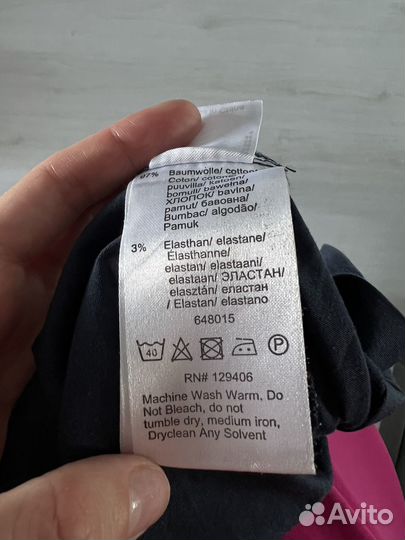 97% Baumwolle/ cotton/
Coton/ cotone/
puuvilla/ katoen/
bomull/ bawełna/
ХЛОПОК/ bavlna/
pamut/ бавовна/
Bumbac/ algodão/
Pamuk
3% Elasthan/ elastane/
Élasthanne/
elastan/ elastaani/
elastaan/ ЭЛАСТАН/
elasztán/ еластан
/ Elastan/ elastano
648015
40
RN# 129406
Machine Wash Warm, Do
Not Bleach, do not
tumble dry, medium iron,
Dryclean Any Solvent
Avito